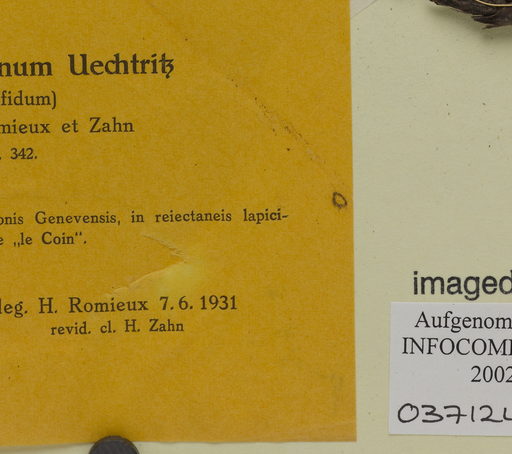 num Uechtritz
fidum)
mieux et Zahn
. 342.
onis Genevensis, in reiectaneis lapici-
e „le Coin“.
leg. H. Romieux 7. 6. 1931
revid. cl. H. Zahn
imaged
Aufgenom
INFOCOM
2002
037124